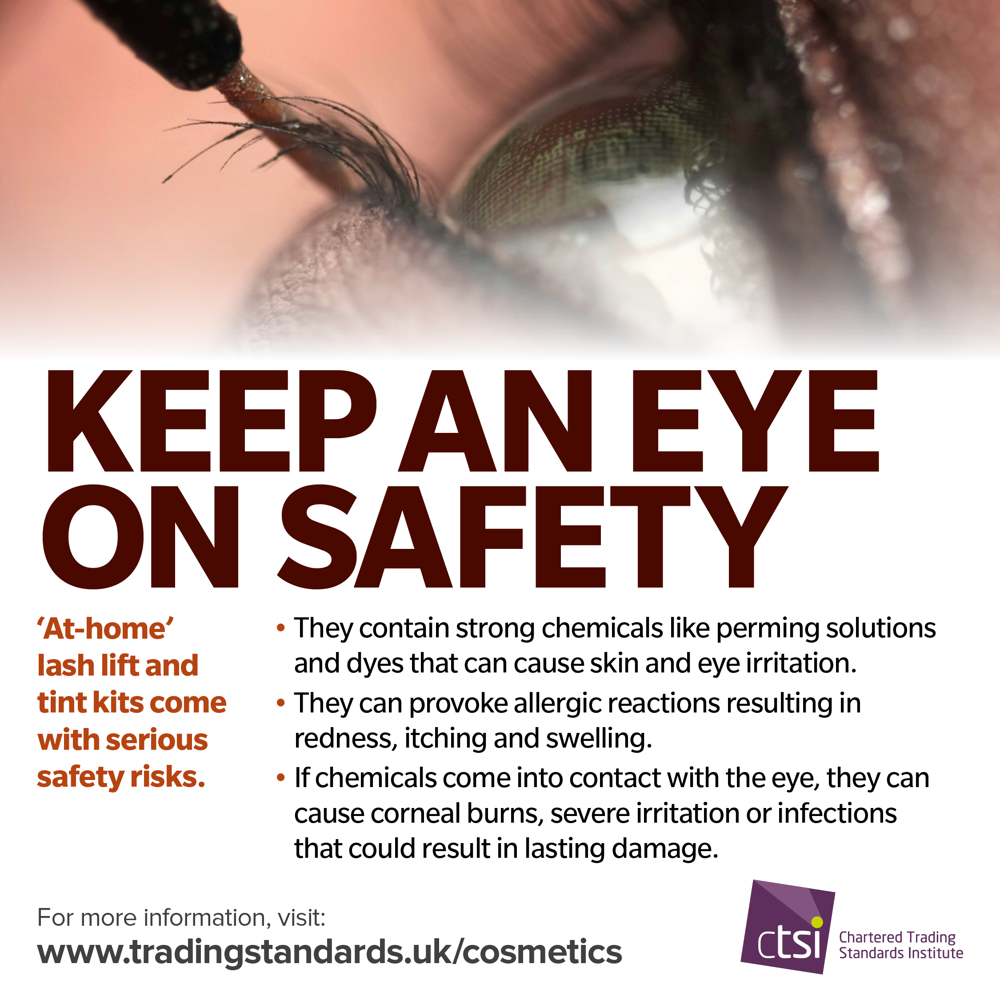 KEEP AN EYE
ON SAFETY
‘At-home’
lash lift and
tint kits come
with serious
safety risks.
• They contain strong chemicals like perming solutions
and dyes that can cause skin and eye irritation.
• They can provoke allergic reactions resulting in
redness, itching and swelling.
• If chemicals come into contact with the eye, they can
cause corneal burns, severe irritation or infections
that could result in lasting damage.
For more information, visit:
www.tradingstandards.uk/cosmetics
ctsi
Chartered Trading
Standards Institute